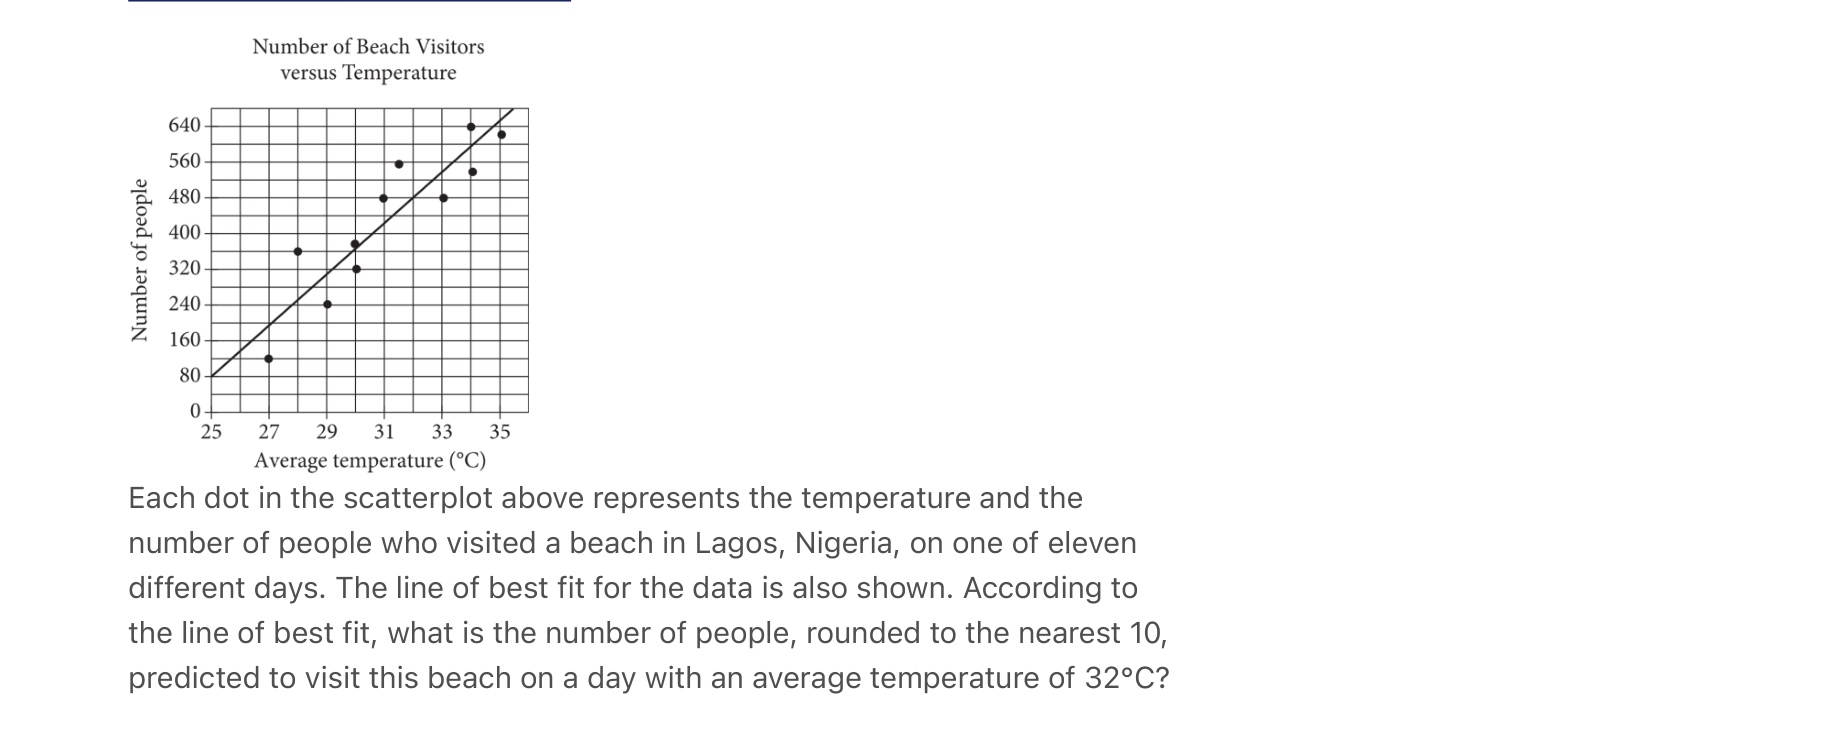 Number of Beach Visitors
versus Temperature
640
560
480
400
320
240
160
80
0
Number of people
25 27 29 31 33 35
Average temperature (°C)
Each dot in the scatterplot above represents the temperature and the
number of people who visited a beach in Lagos, Nigeria, on one of eleven
different days. The line of best fit for the data is also shown. According to
the line of best fit, what is the number of people, rounded to the nearest 10,
predicted to visit this beach on a day with an average temperature of 32°C?